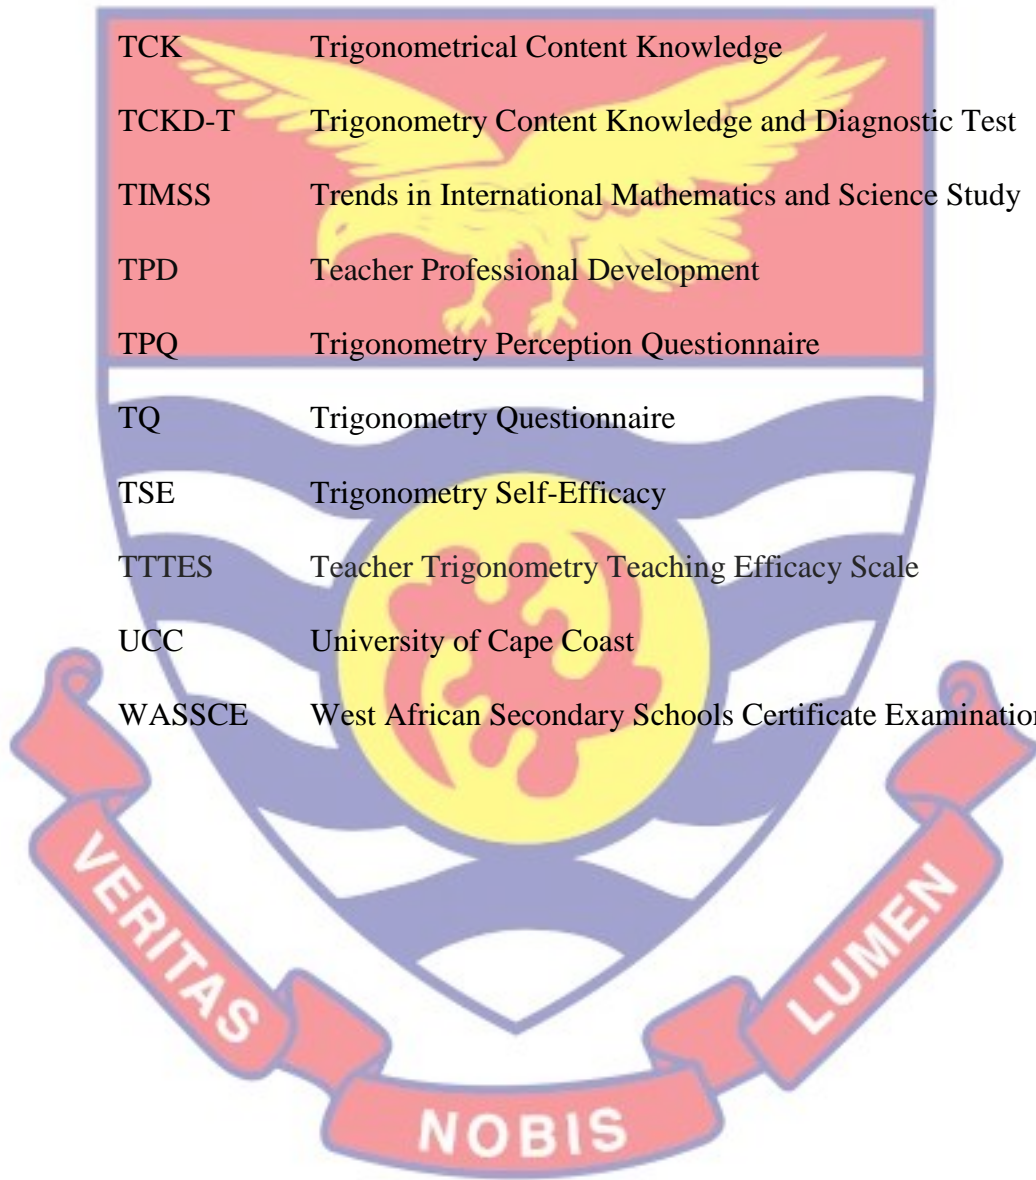 TCK Trigonometrical Content Knowledge
TCKD-T Trigonometry Content Knowledge and Diagnostic Test
TIMSS Trends in International Mathematics and Science Study
TPD Teacher Professional Development
TPQ Trigonometry Perception Questionnaire
TQ Trigonometry Questionnaire
TSE Trigonometry Self-Efficacy
TTTES Teacher Trigonometry Teaching Efficacy Scale
UCC University of Cape Coast
WASSCE West African Secondary Schools Certificate Examination
VERITAS
NOBIS
LUMEN